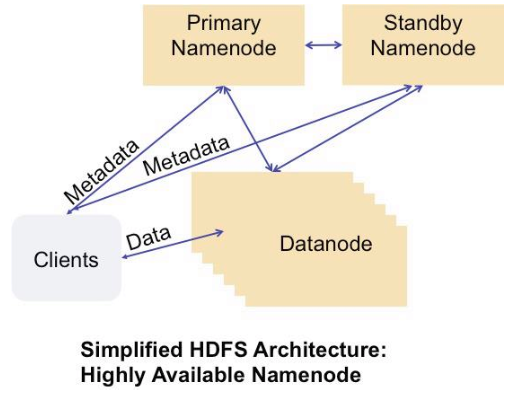 Primary
Namenode
Standby
Namenode
Metadata
Metadata
Data
Datanode
Clients
Simplified HDFS Architecture:
Highly Available Namenode